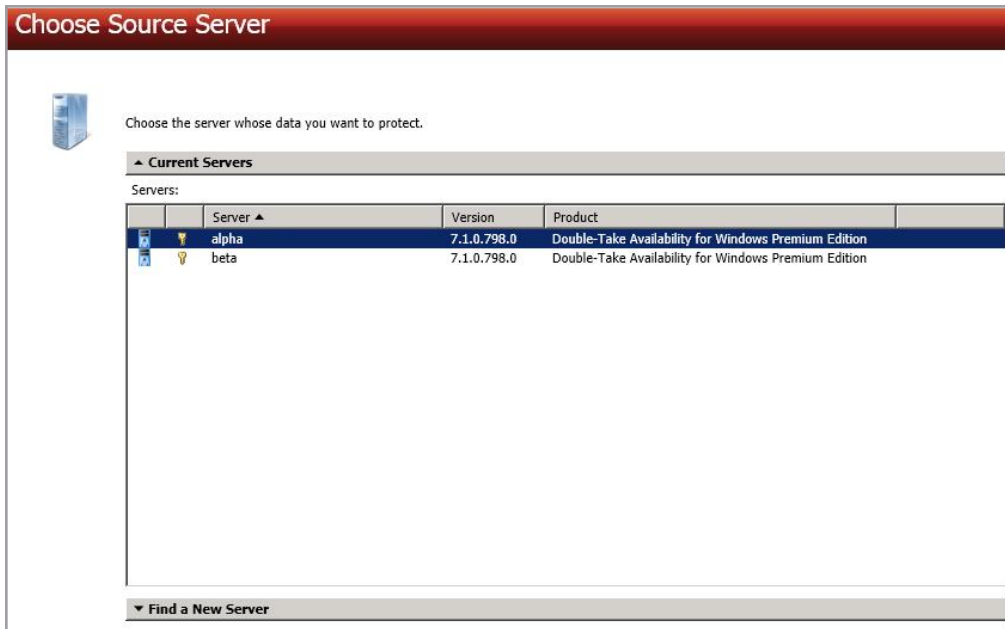 Choose Source Server
Choose the server whose data you want to protect.
Current Servers
Servers:
Server Version Product
alpha 7.1.0.798.0 Double-Take Availability for Windows Premium Edition
beta 7.1.0.798.0 Double-Take Availability for Windows Premium Edition
Find a New Server